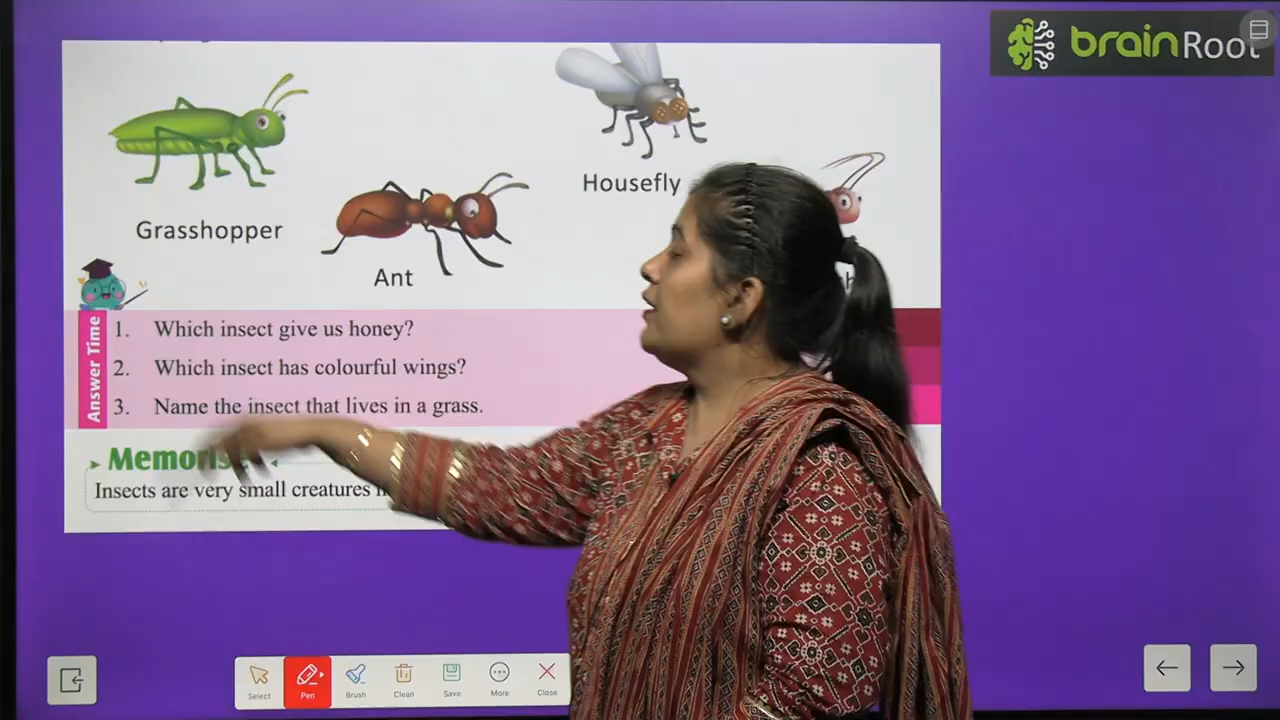 brainRoot
Housefly
Grasshopper
Ant
Answer Time
1. Which insect give us honey?
2. Which insect has colourful wings?
3. Name the insect that lives in a grass.
Memorise
Insects are very small creatures
Select
Pen
Brush
Clean
Save
More
Close